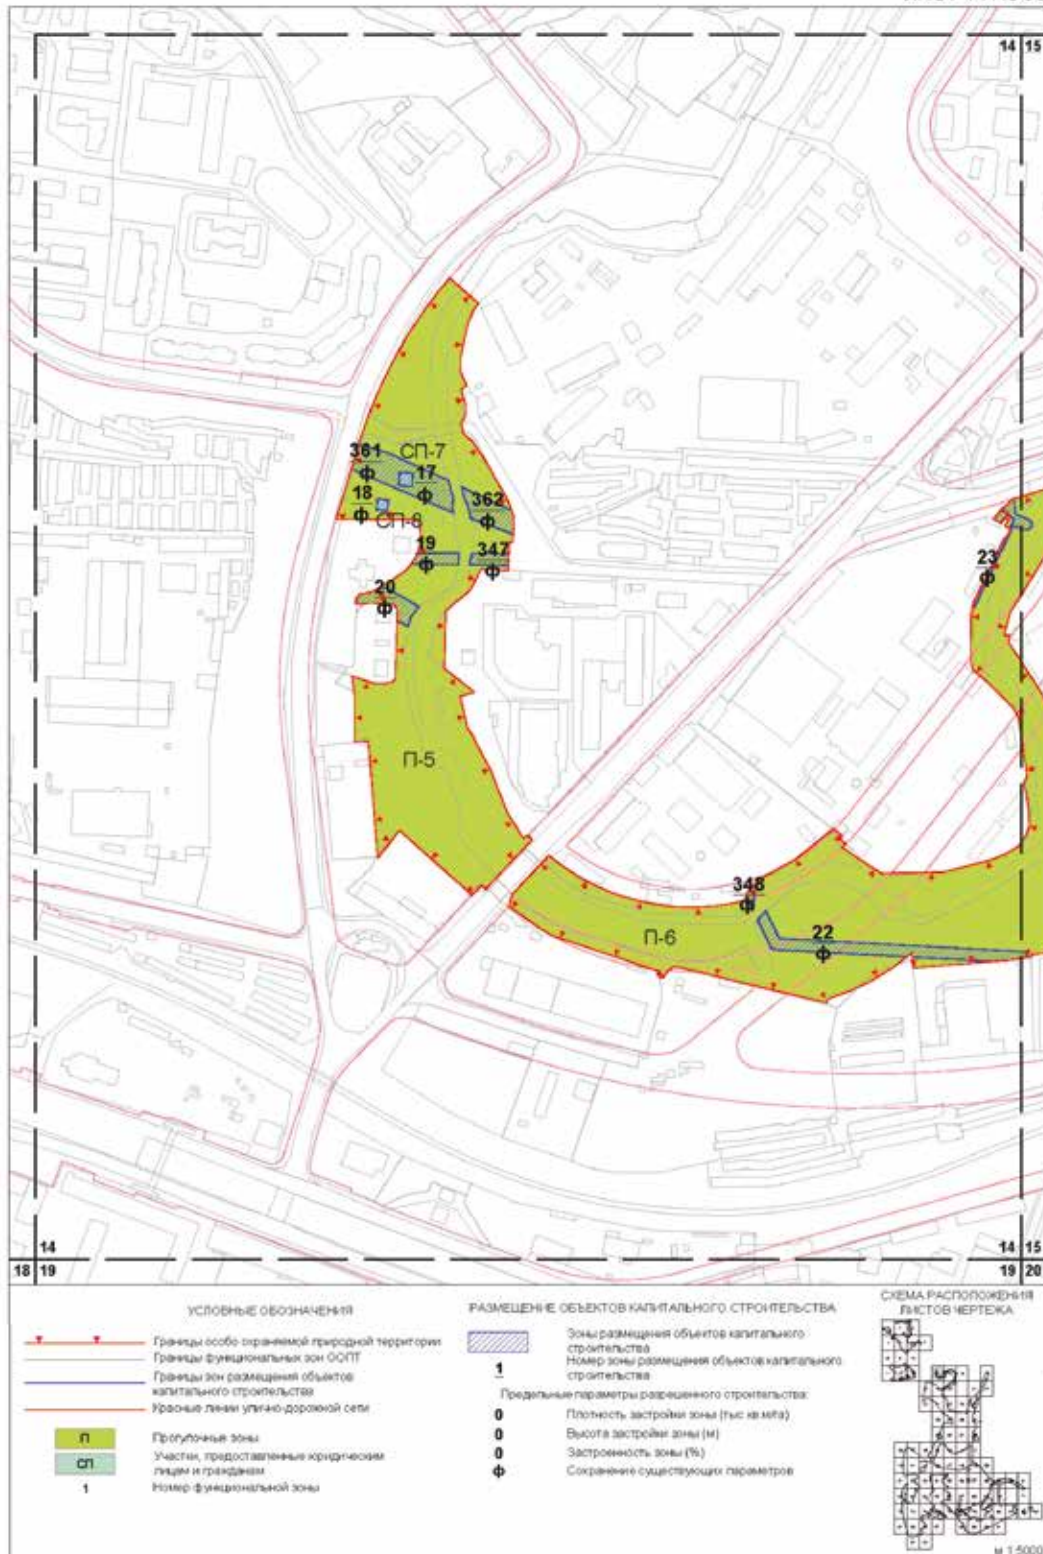 14 15
361
ф
СП-7
17
ф
18
ф
СП-8
362
ф
19
ф
347
ф
20
ф
23
ф
П-5
348
ф
П-6
22
ф
14
14 15
18 19
19 20
УСЛОВНЫЕ ОБОЗНАЧЕНИЯ
Границы особо охраняемой природной территории
Границы функциональных зон ООПТ
Границы зон размещения объектов
капитального строительства
Красные линии улично-дорожной сети
П
Прогулочные зоны
СП
Участки, предоставленные юридическим
лицам и гражданам
1
Номер функциональной зоны
РАЗМЕЩЕНИЕ ОБЪЕКТОВ КАПИТАЛЬНОГО СТРОИТЕЛЬСТВА
Зоны размещения объектов капитального
строительства
1
Номер зоны размещения объектов капитального
строительства
Предельные параметры разрешенного строительства:
0
Плотность застройки зоны (тыс кв.м/га)
0
Высота застройки зоны (м)
0
Застроенность зоны (%)
ф
Сохранение существующих параметров
СХЕМА РАСПОЛОЖЕНИЯ
ЛИСТОВ ЧЕРТЕЖА
М 1:5000